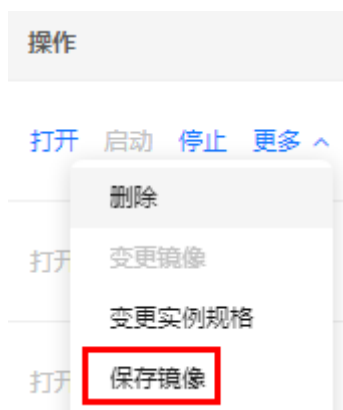 操作
打开 启动 停止 更多
删除
打开 变更镜像
变更实例规格
打开 保存镜像